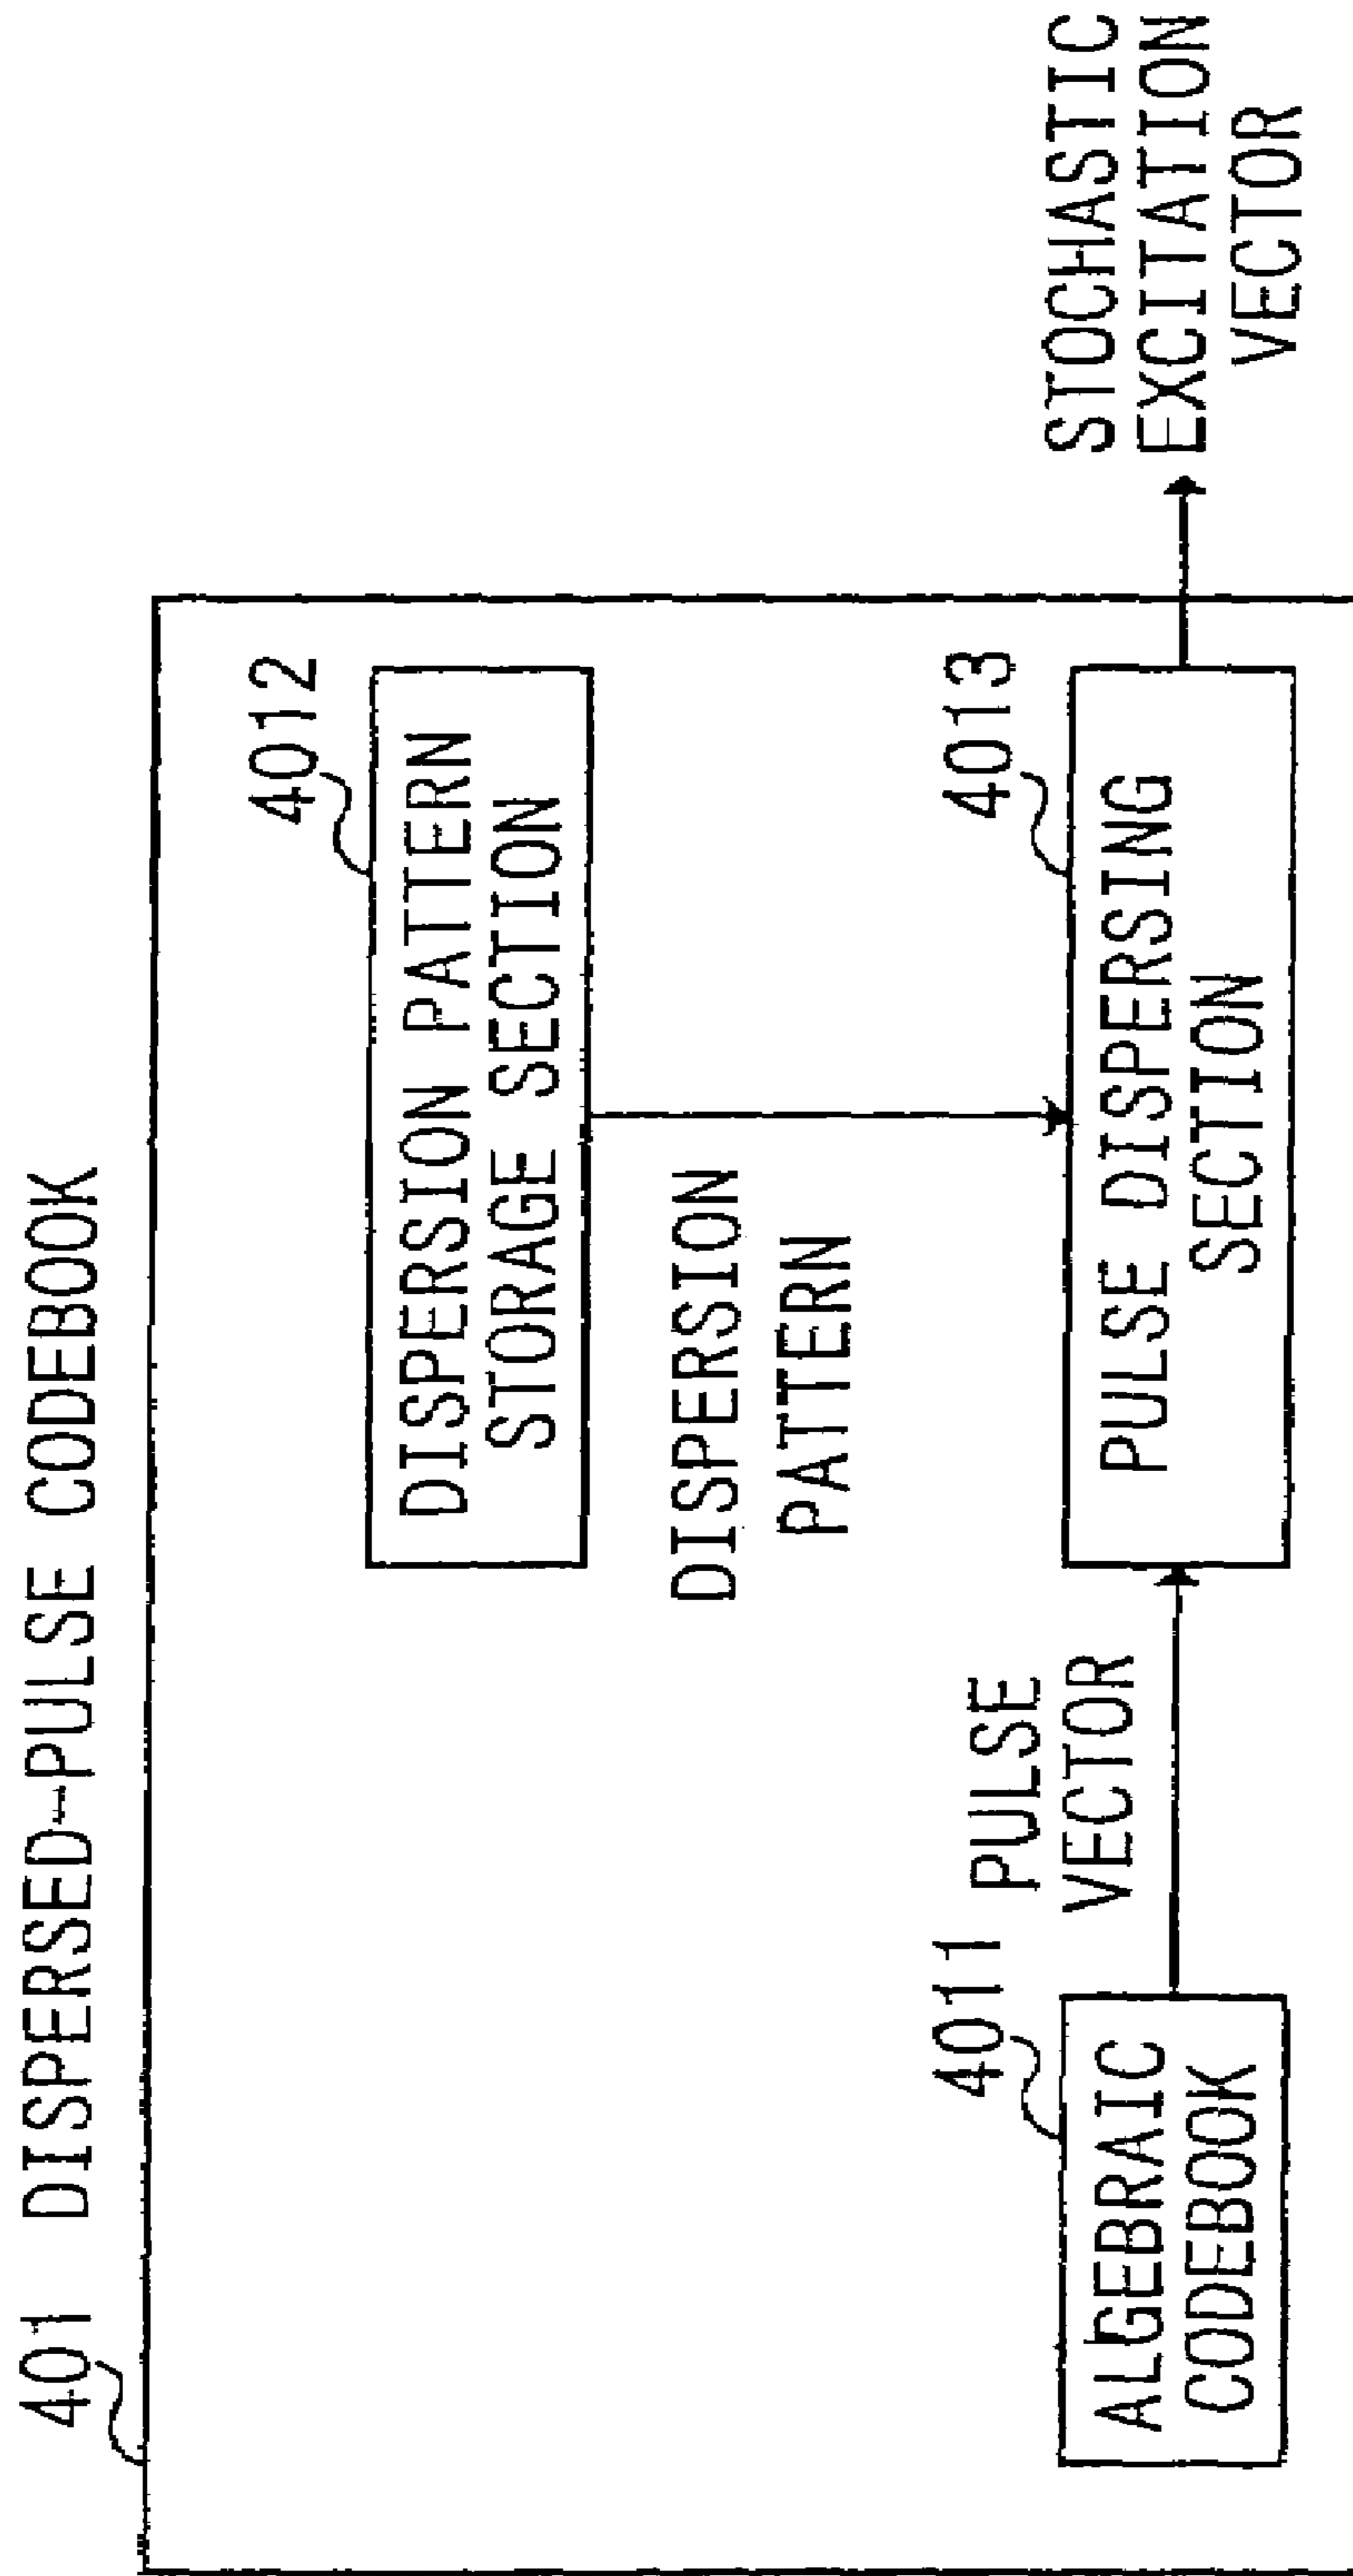 401 DISPERSED-PULSE CODEBOOK
4012
DISPERSION PATTERN
STORAGE SECTION
DISPERSION
PATTERN
4011
PULSE
VECTOR
4013
ALGEBRAIC
CODEBOOK
PULSE DISPERSING
SECTION
STOCHASTIC
EXCITATION
VECTOR